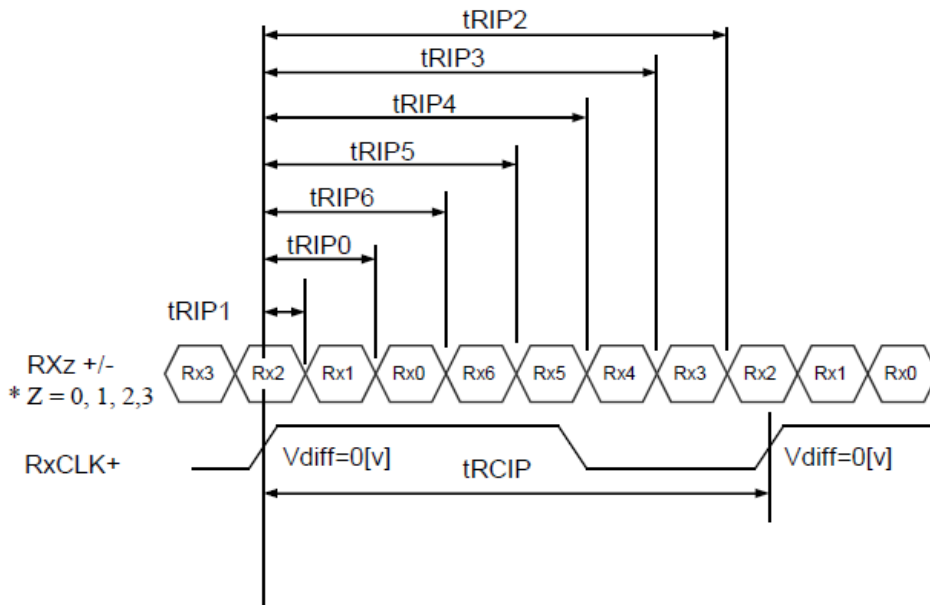 tRIP2
tRIP3
tRIP4
tRIP5
tRIP6
tRIP0
tRIP1
RXz +/-
* Z = 0, 1, 2,3
Rx3 Rx2 Rx1 Rx0 Rx6 Rx5 Rx4 Rx3 Rx2 Rx1 Rx0
RxCLK+
Vdiff=0[v] tRCIP Vdiff=0[v]